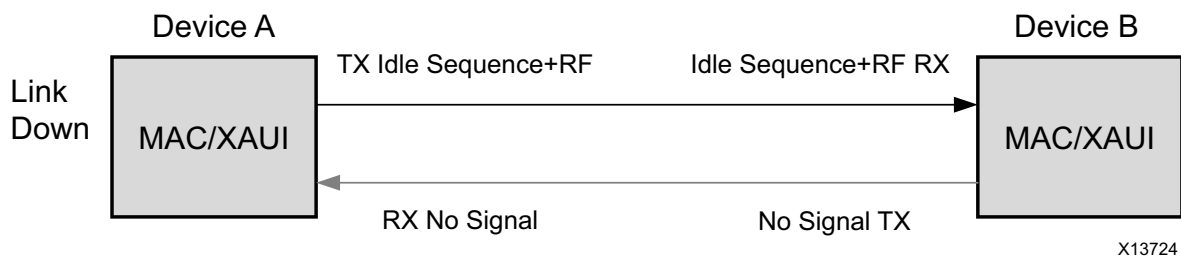 Device A
Device B
TX Idle Sequence+RF
Idle Sequence+RF RX
Link
Down
MAC/XAUI
MAC/XAUI
RX No Signal
No Signal TX
X13724